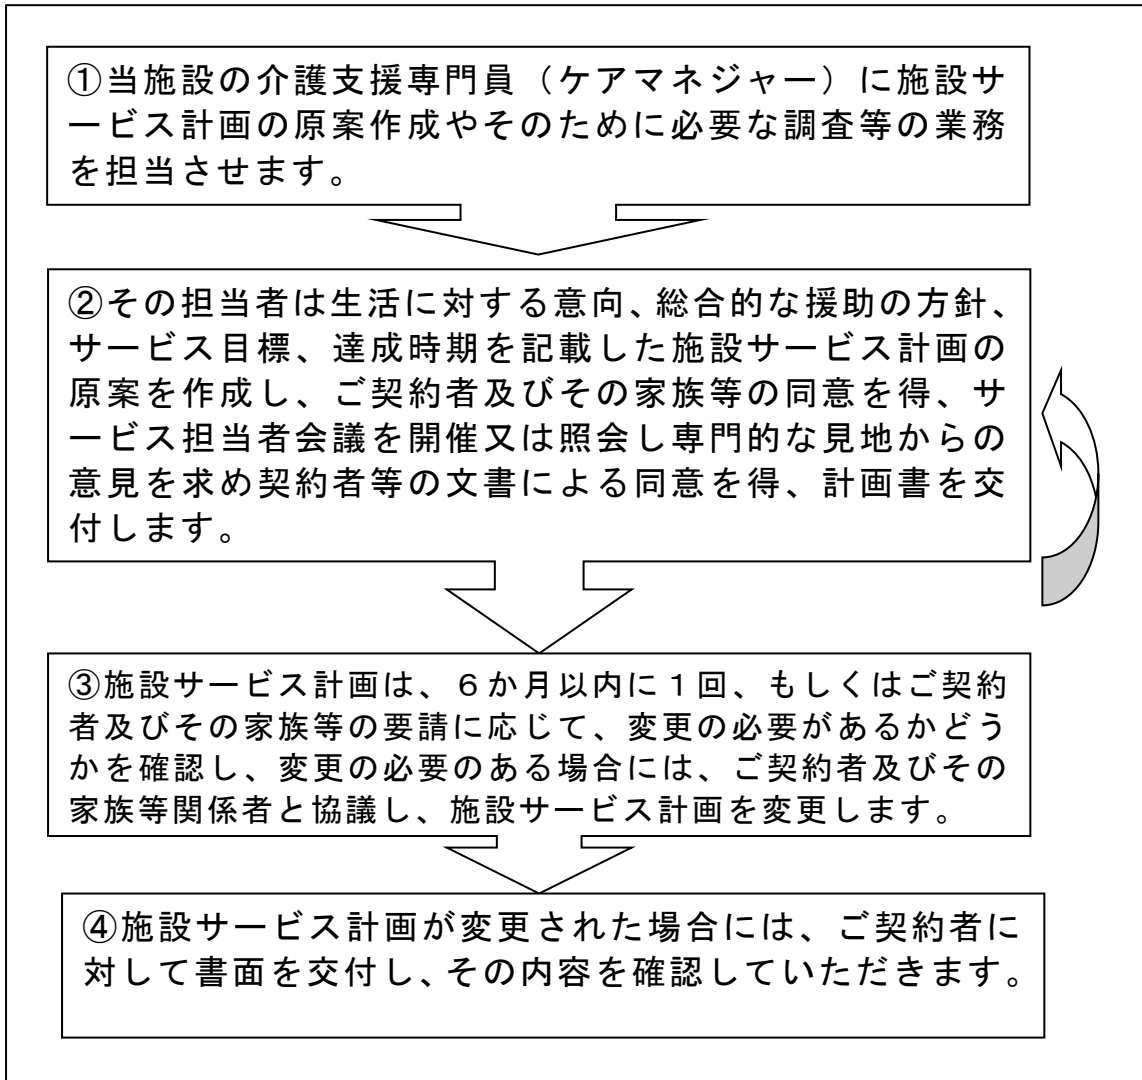 ①当施設の介護支援専門員（ケアマネジャー）に施設サ
ービス計画の原案作成やそのために必要な調査等の業務
を担当させます。
②その担当者は生活に対する意向、総合的な援助の方針、
サービス目標、達成時期を記載した施設サービス計画の
原案を作成し、ご契約者及びその家族等の同意を得、サ
ービス担当者会議を開催又は照会し専門的な見地からの
意見を求め契約者等の文書による同意を得、計画書を交
付します。
③施設サービス計画は、６か月以内に１回、もしくはご契約
者及びその家族等の要請に応じて、変更の必要があるかどう
かを確認し、変更の必要のある場合には、ご契約者及びその
家族等関係者と協議し、施設サービス計画を変更します。
④施設サービス計画が変更された場合には、ご契約者に
対して書面を交付し、その内容を確認していただきます。